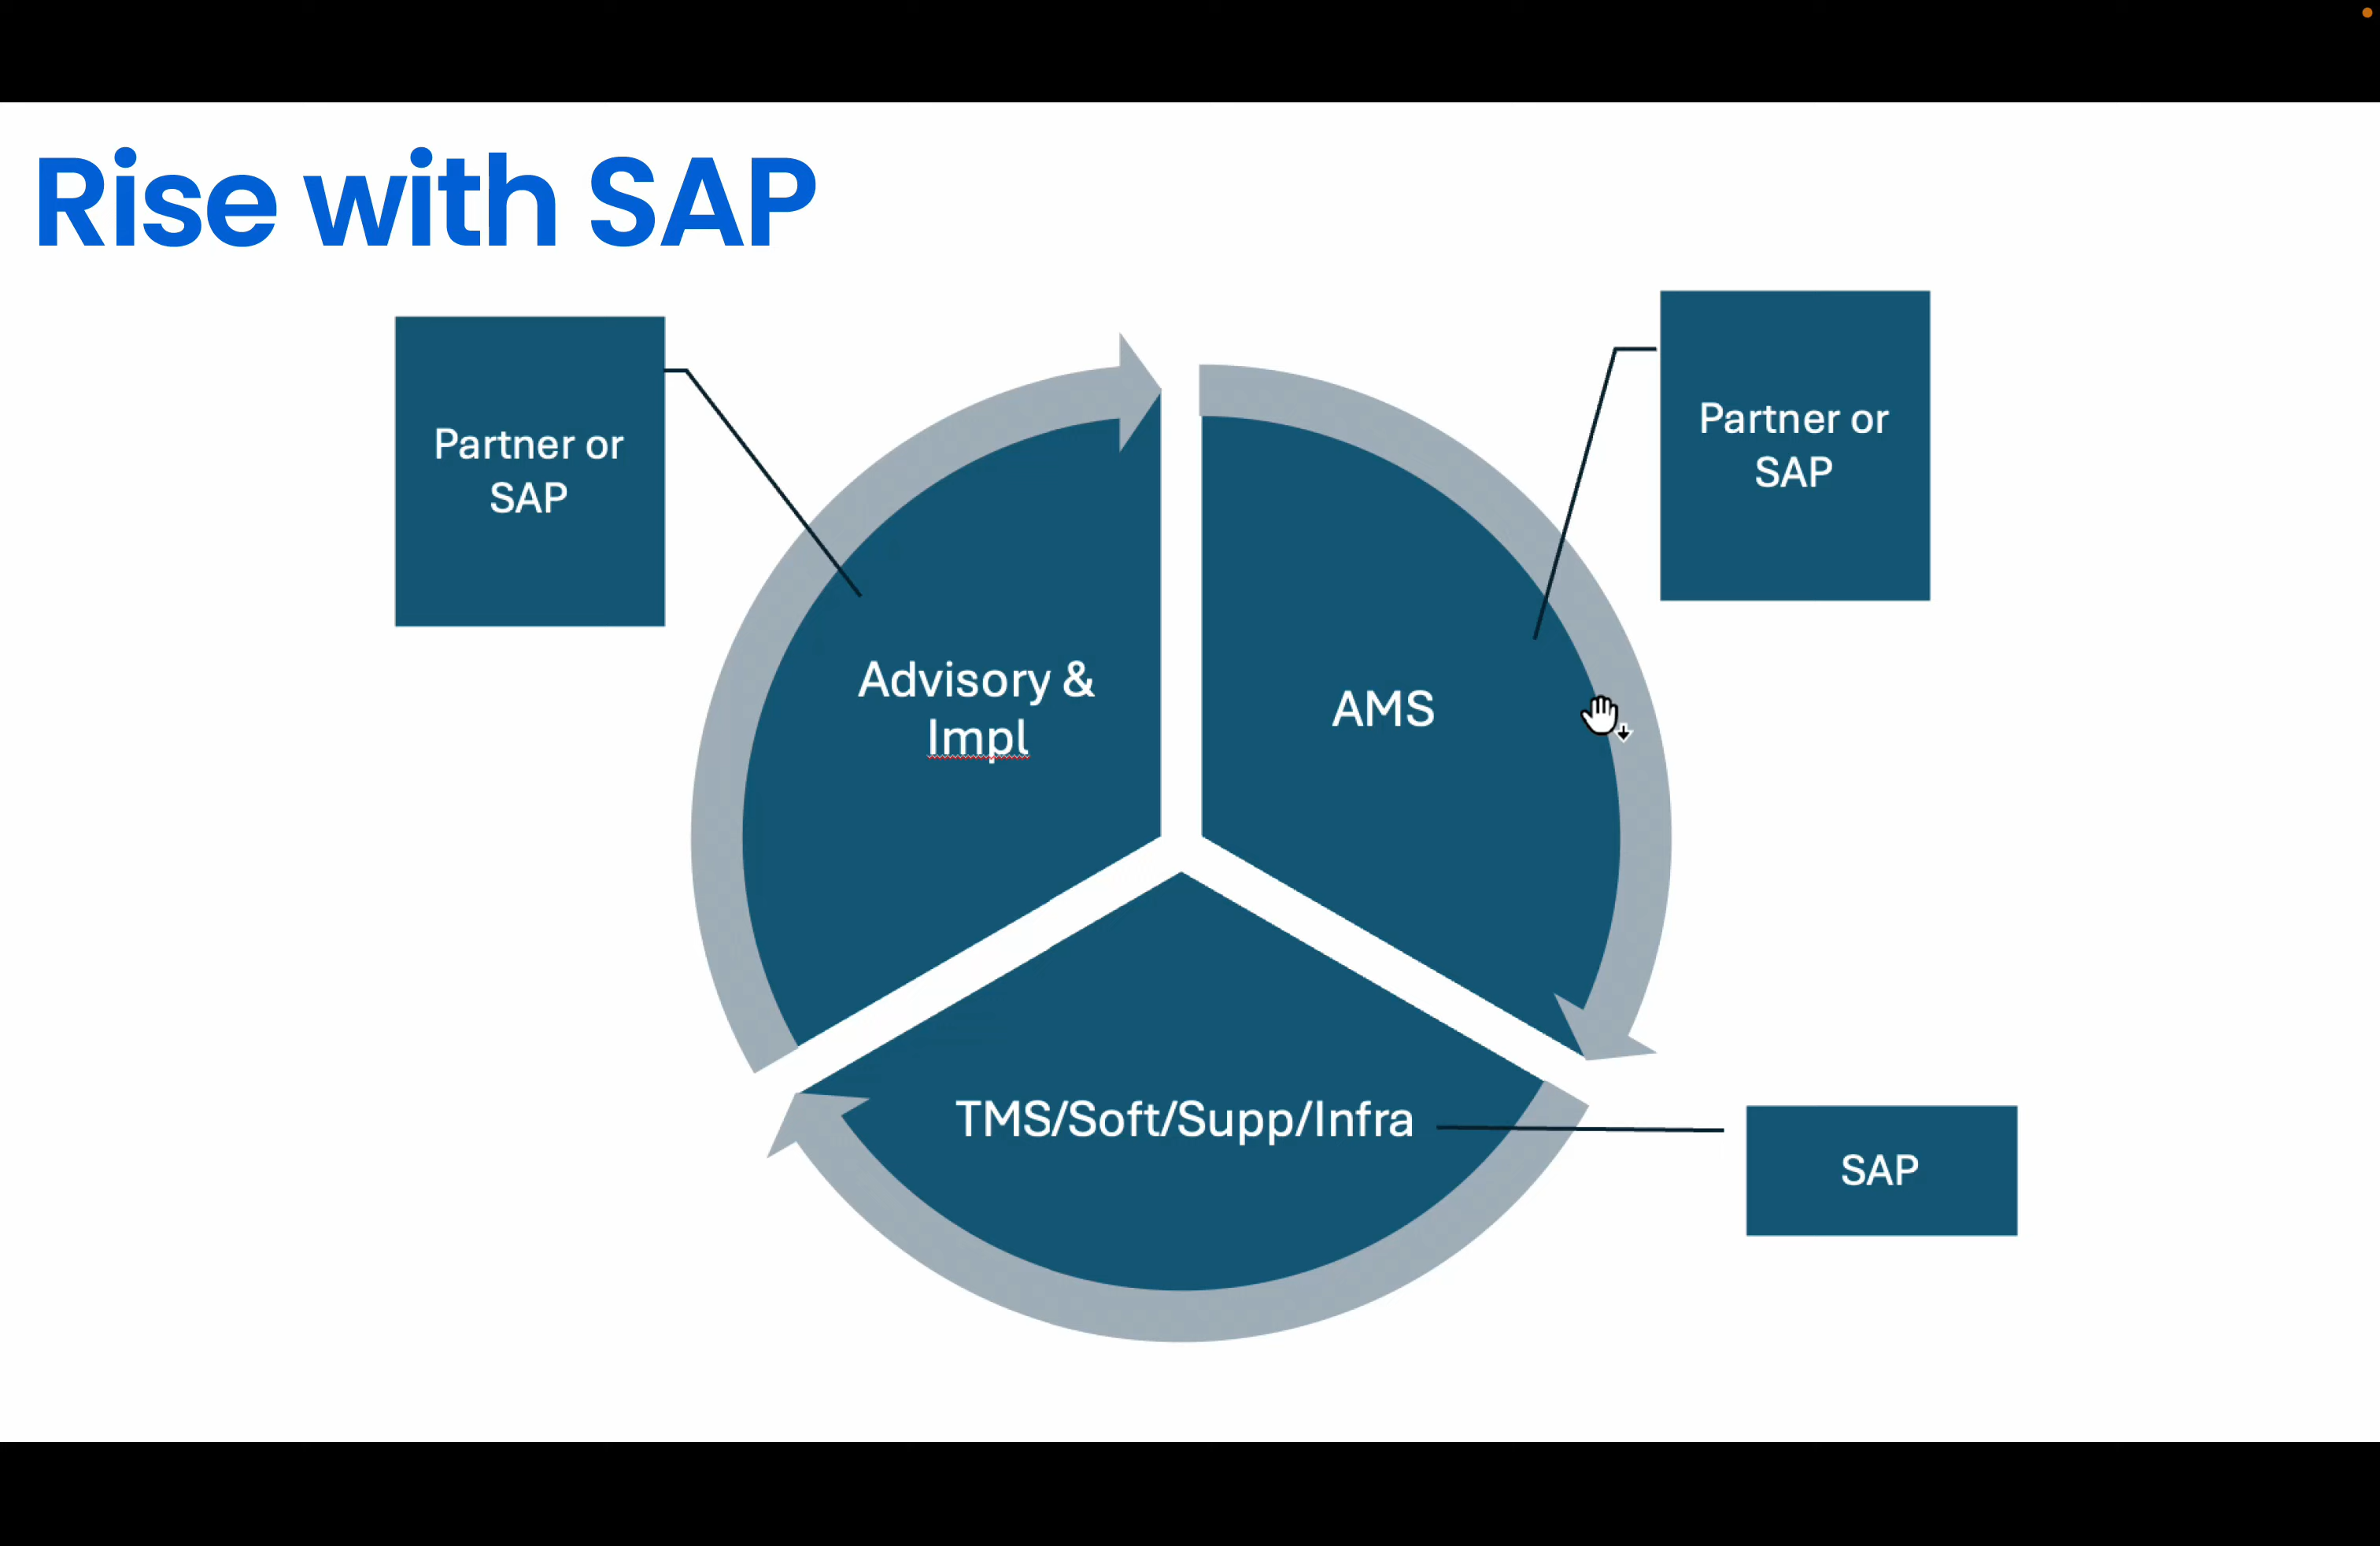 Rise with SAP
Partner or
SAP
Partner or
SAP
Advisory &
Impl
AMS
TMS/Soft/Supp/Infra
SAP